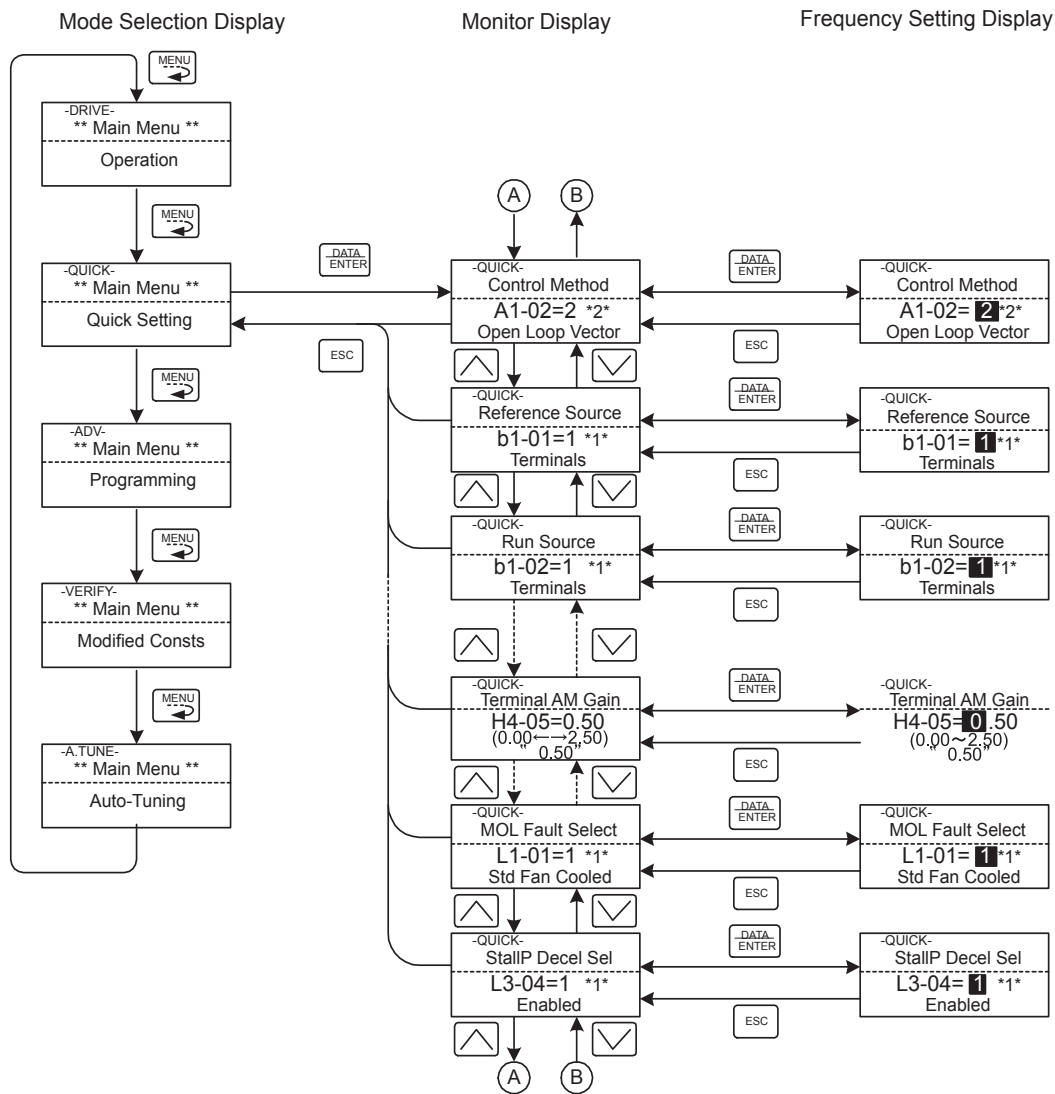 Mode Selection Display
Monitor Display
Frequency Setting Display
MENU
-DRIVE-
** Main Menu **
Operation
MENU
-QUICK-
** Main Menu **
Quick Setting
MENU
-ADV-
** Main Menu **
Programming
MENU
-VERIFY-
** Main Menu **
Modified Consts
MENU
-A.TUNE-
** Main Menu **
Auto-Tuning
DATA
ENTER
ESC
A
B
-QUICK-
Control Method
A1-02=2 *2*
Open Loop Vector
DATA
ENTER
ESC
-QUICK-
Control Method
A1-02= 2 *2*
Open Loop Vector
-QUICK-
Reference Source
b1-01=1 *1*
Terminals
DATA
ENTER
ESC
-QUICK-
Reference Source
b1-01= 1 *1*
Terminals
-QUICK-
Run Source
b1-02=1 *1*
Terminals
DATA
ENTER
ESC
-QUICK-
Run Source
b1-02= 1 *1*
Terminals
-QUICK-
Terminal AM Gain
H4-05=0.50
(0.00←→2.50)
“ 0.50”
DATA
ENTER
ESC
-QUICK-
Terminal AM Gain
H4-05= 0 .50
(0.00～2.50)
“ 0.50”
-QUICK-
MOL Fault Select
L1-01=1 *1*
Std Fan Cooled
DATA
ENTER
ESC
-QUICK-
MOL Fault Select
L1-01= 1 *1*
Std Fan Cooled
-QUICK-
StallP Decel Sel
L3-04=1 *1*
Enabled
DATA
ENTER
ESC
-QUICK-
StallP Decel Sel
L3-04= 1 *1*
Enabled
A
B